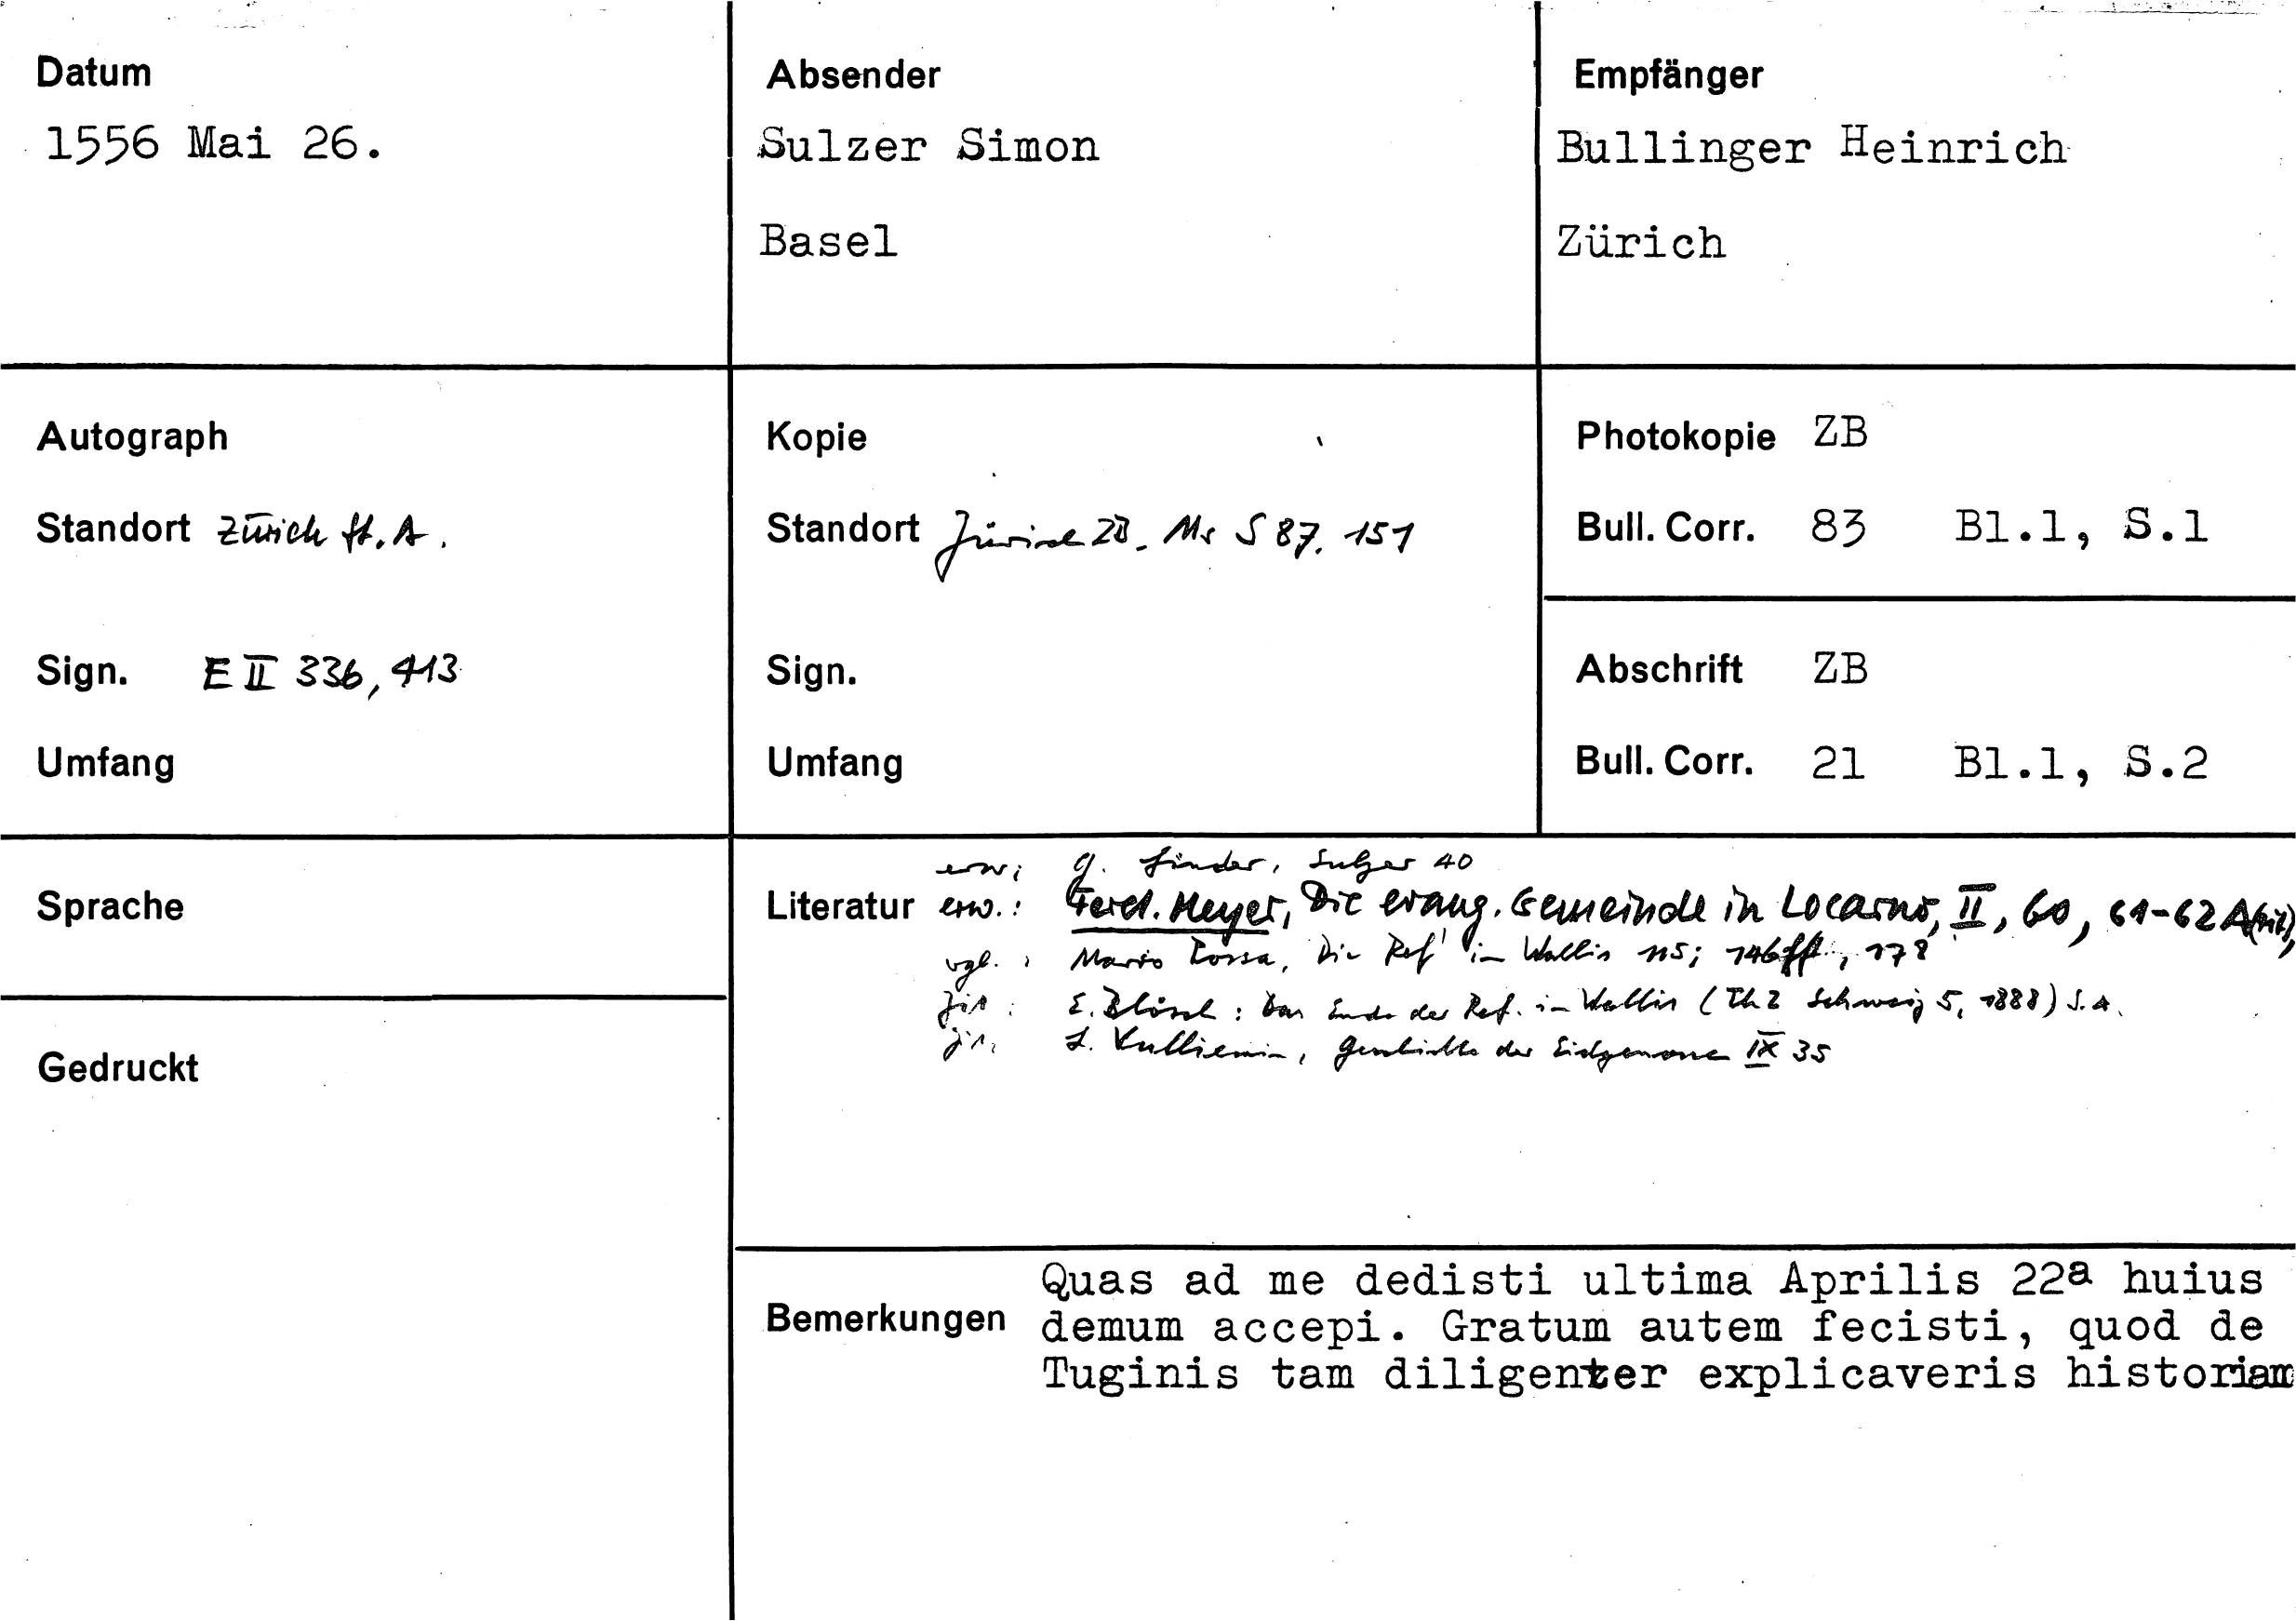 Datum
1556 Mai 26.
Absender
Sulzer Simon
Basel
Empfänger
Bullinger Heinrich
Zürich
Autograph
Standort Zürich St. A.
Sign. E II 336, 413
Umfang
Kopie
Standort Zürich ZB. Ms S 87. 151
Sign.
Umfang
Photokopie ZB
Bull. Corr. 83 Bl.1, S.1
Abschrift ZB
Bull. Corr. 21 Bl.1, S.2
Sprache
Gedruckt
Literatur
erw: G. Linder, Sulzer 40
erw.: Ferd. Meyer, Die evang. Gemeinde in Locarno, II, 60, 61-62 A(zit),
vgl.: Mario Possa, Die Ref' in Wallis 115; 146ff., 178
Zit: E. Blösch: Das Ende der Ref. in Wallis (Th Z Schweiz 5, 1888) S.A.
zit. L. Vulliemin, Geschichte der Eidgenossen IX 35
Bemerkungen
Quas ad me dedisti ultima Aprilis 22a huius
demum accepi. Gratum autem fecisti, quod de
Tuginis tam diligenter explicaveris historiam